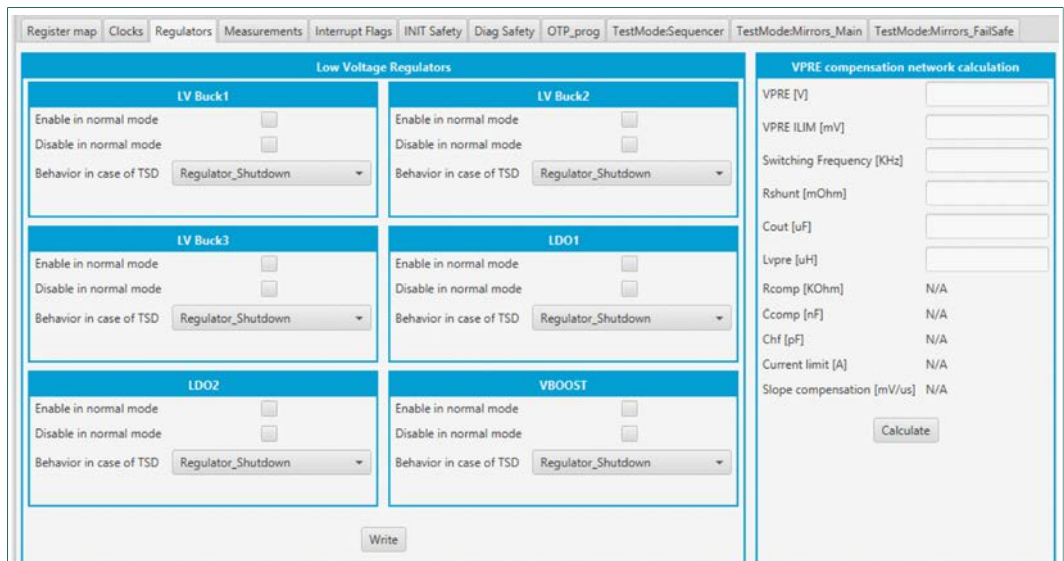 Register map Clocks Regulators Measurements Interrupt Flags INIT Safety Diag Safety OTP_prog TestMode:Sequencer TestMode:Mirrors_Main TestMode:Mirrors_FailSafe
Low Voltage Regulators
LV Buck1
Enable in normal mode
Disable in normal mode
Behavior in case of TSD Regulator_Shutdown
LV Buck2
Enable in normal mode
Disable in normal mode
Behavior in case of TSD Regulator_Shutdown
LV Buck3
Enable in normal mode
Disable in normal mode
Behavior in case of TSD Regulator_Shutdown
LDO1
Enable in normal mode
Disable in normal mode
Behavior in case of TSD Regulator_Shutdown
LDO2
Enable in normal mode
Disable in normal mode
Behavior in case of TSD Regulator_Shutdown
VBOOST
Enable in normal mode
Disable in normal mode
Behavior in case of TSD Regulator_Shutdown
Write
VPRE compensation network calculation
VPRE [V]
VPRE ILIM [mV]
Switching Frequency [KHz]
Rshunt [mOhm]
Cout [uF]
Lvpre [uH]
Rcomp [KOhm] N/A
Ccomp [nF] N/A
Chf [pF] N/A
Current limit [A] N/A
Slope compensation [mV/us] N/A
Calculate